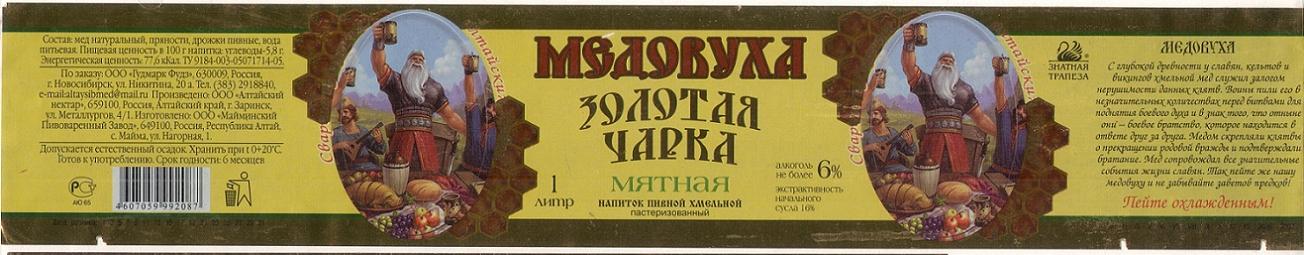 Состав: мед натуральный, пряности, дрожжи пивные, вода
питьевая. Пищевая ценность в 100 г напитка: углеводы-5,8 г.
Энергетическая ценность: 77,6 кКал. ТУ 9184-003-05071714-05.
По заказу: ООО «Гудмарк Фудз», 630009, Россия,
г. Новосибирск, ул. Никитина, 20 а. Тел. (383) 2918840,
e-mail:altaysibmed@mail.ru Произведено: ООО «Алтайский
нектар», 659100, Россия, Алтайский край, г. Заринск,
ул. Металлургов, 4/1. Изготовлено: ООО «Майминский
Пивоваренный Завод», 649100, Россия, Республика Алтай,
с. Майма, ул. Нагорная, 1.
Допускается естественный осадок. Хранить при t 0+20°С.
Готов к употреблению. Срок годности: 6 месяцев
АЮ 65
4607059 992087
МЕДОВУХА
ЗОЛОТАЯ
ЧАРКА
МЯТНАЯ
1
литр
НАПИТОК ПИВНОЙ ХМЕЛЬНОЙ
пастеризованный
алкоголь
не более 6%
экстрактивность
начального
сусла 16%
ЗНАТНАЯ
ТРАПЕЗА
МЕДОВУХА
С глубокой древности у славян, кельтов и
викингов хмельной мед служил залогом
нерушимости данных клятв. Воины пили его в
незначительных количествах перед битвами для
поднятия боевого духа и в знак того, что отныне
они – боевое братство, которое находится в
ответе друг за друга. Медом скрепляли клятвы
о прекращении родовой вражды и подтверждали
братание. Мед сопровождал все значительные
события жизни славян. Так пейте же нашу
медовуху и не забывайте заветов предков!
Пейте охлажденным!